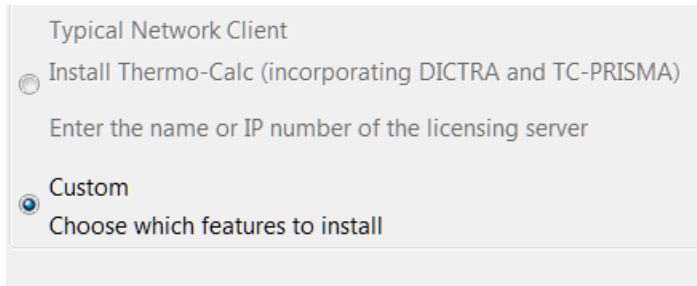 Typical Network Client
Install Thermo-Calc (incorporating DICTRA and TC-PRISMA)
Enter the name or IP number of the licensing server
Custom
Choose which features to install